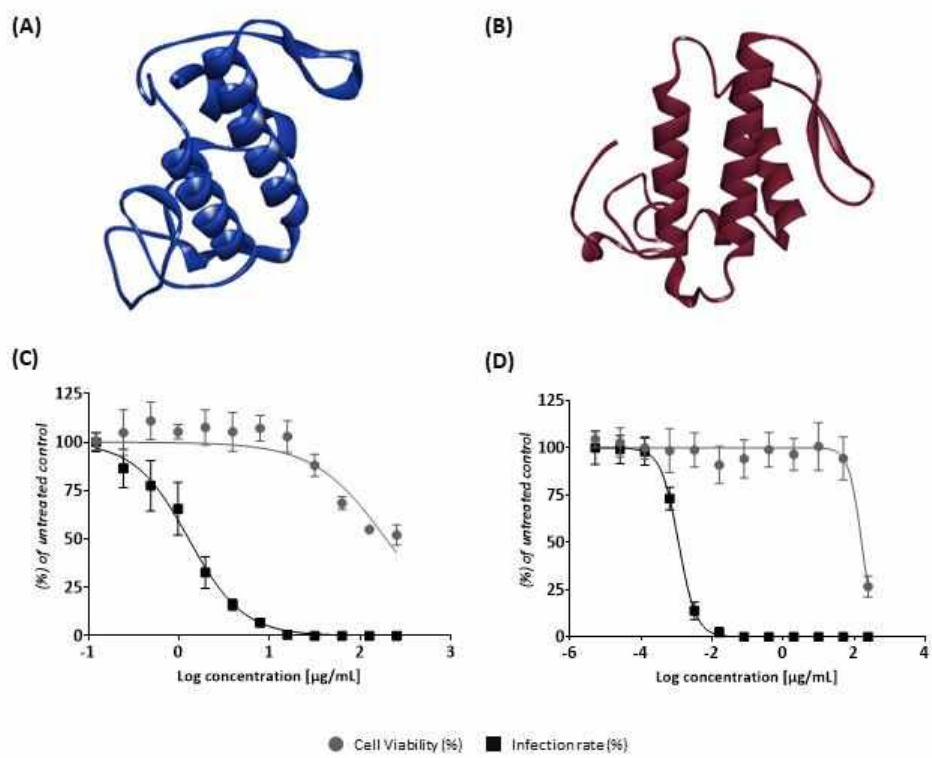 (A)
(B)
(C)
(D)
125
100
75
50
25
0
(%) of untreated control
-1
0
1
2
3
Log concentration [µg/mL]
125
100
75
50
25
0
(%) of untreated control
-6
-4
-2
0
2
4
Log concentration [µg/mL]
Cell Viability (%)
Infection rate (%)